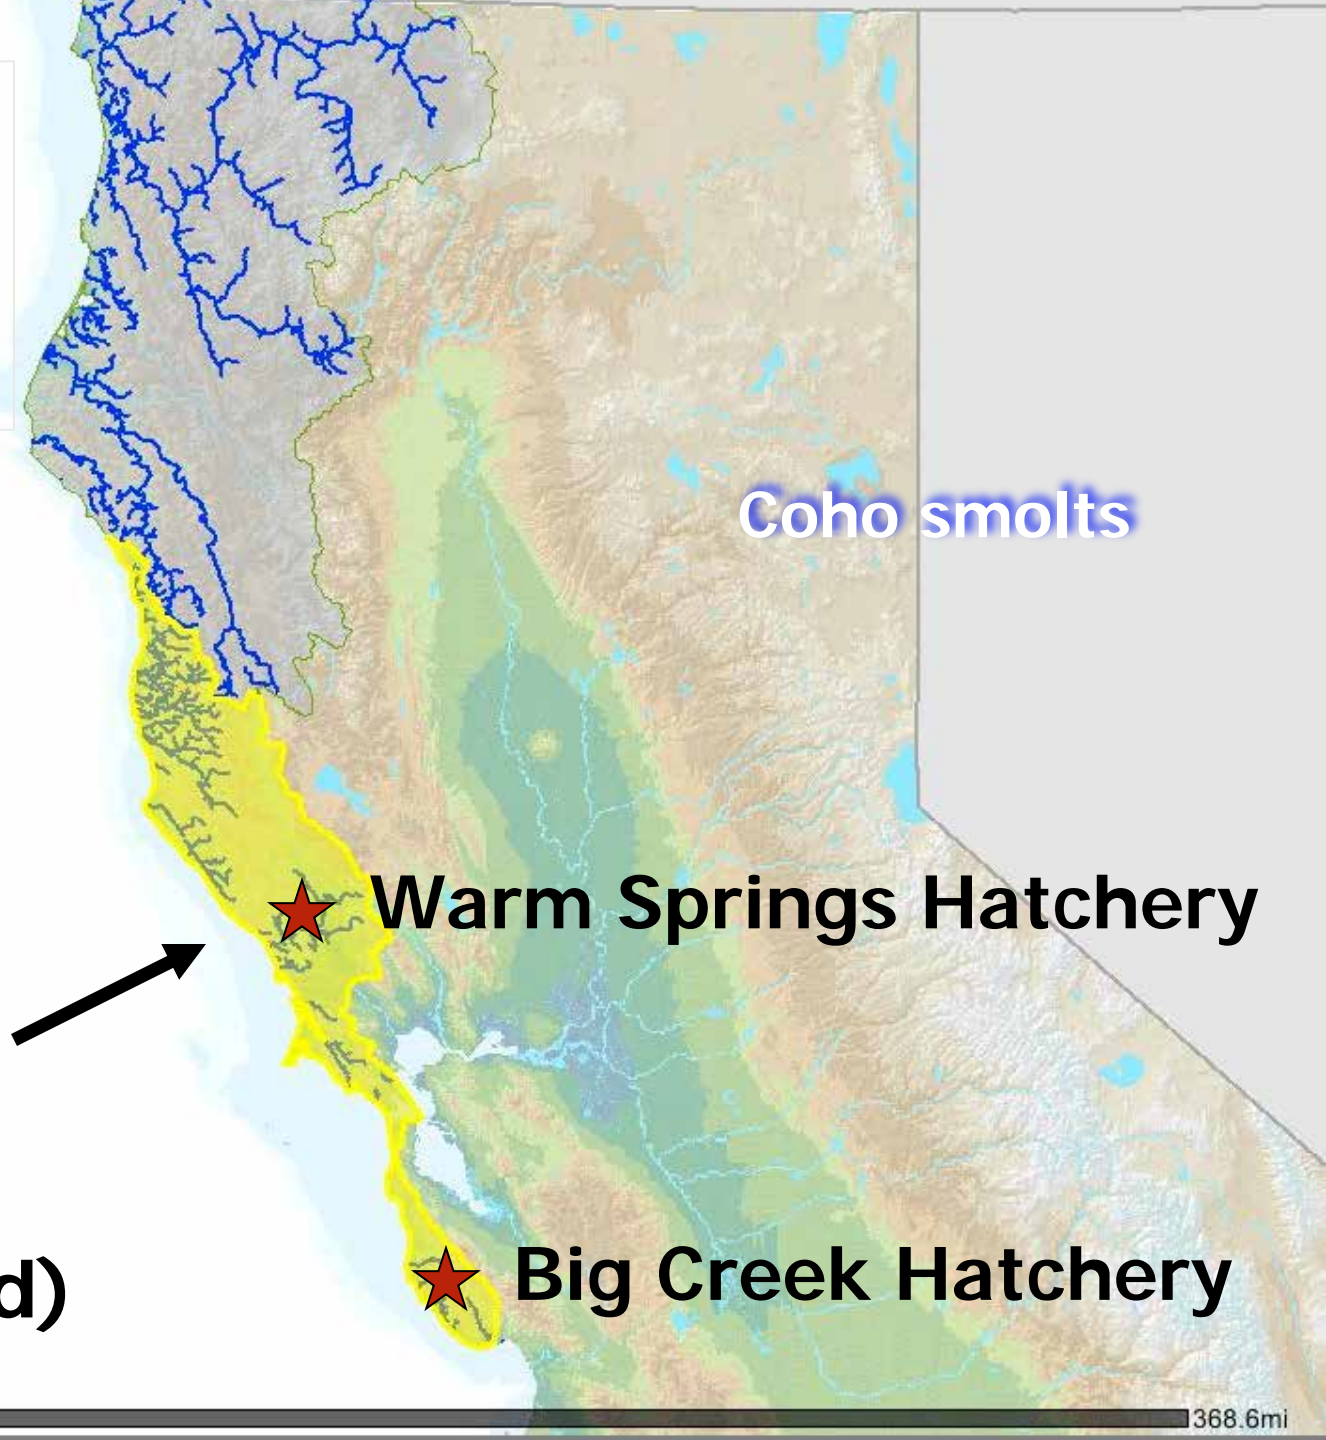 Coho smolts
Warm Springs Hatchery
Big Creek Hatchery
d)
368.6mi